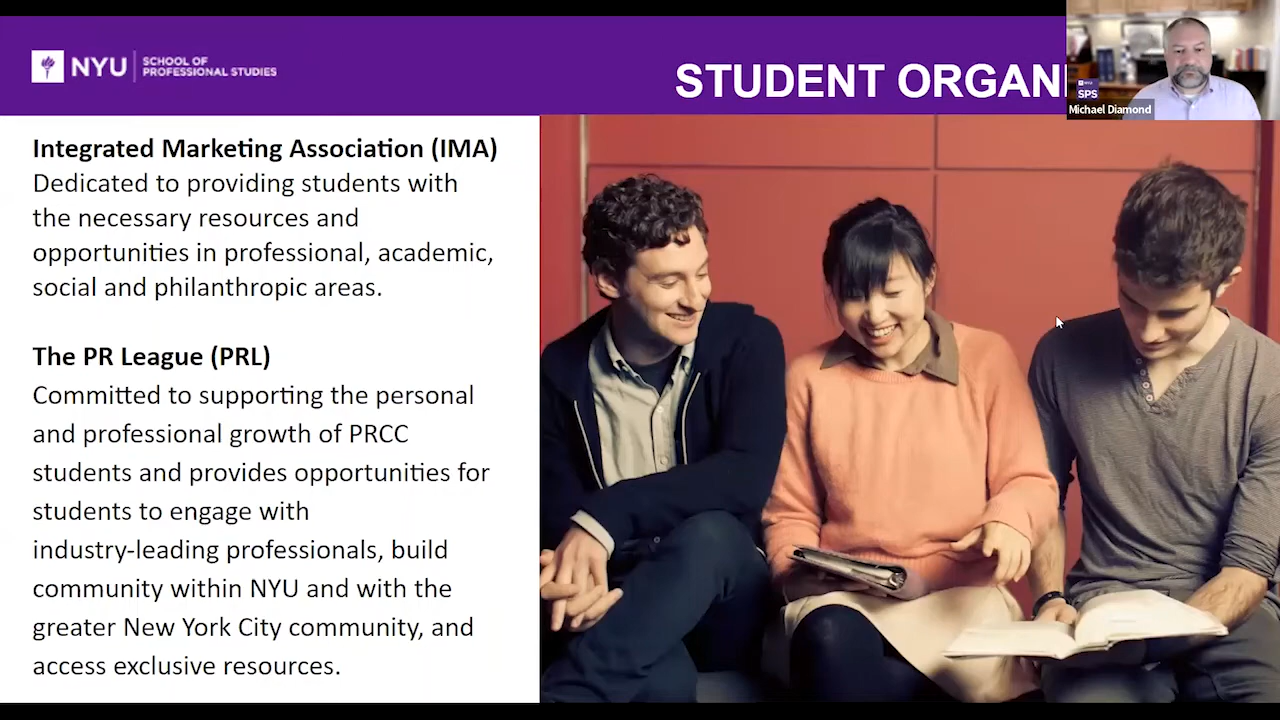 NYU
SCHOOL OF
PROFESSIONAL STUDIES
STUDENT ORGAN
NYU
SPS
Michael Diamond
Integrated Marketing Association (IMA)
Dedicated to providing students with
the necessary resources and
opportunities in professional, academic,
social and philanthropic areas.
The PR League (PRL)
Committed to supporting the personal
and professional growth of PRCC
students and provides opportunities for
students to engage with
industry-leading professionals, build
community within NYU and with the
greater New York City community, and
access exclusive resources.